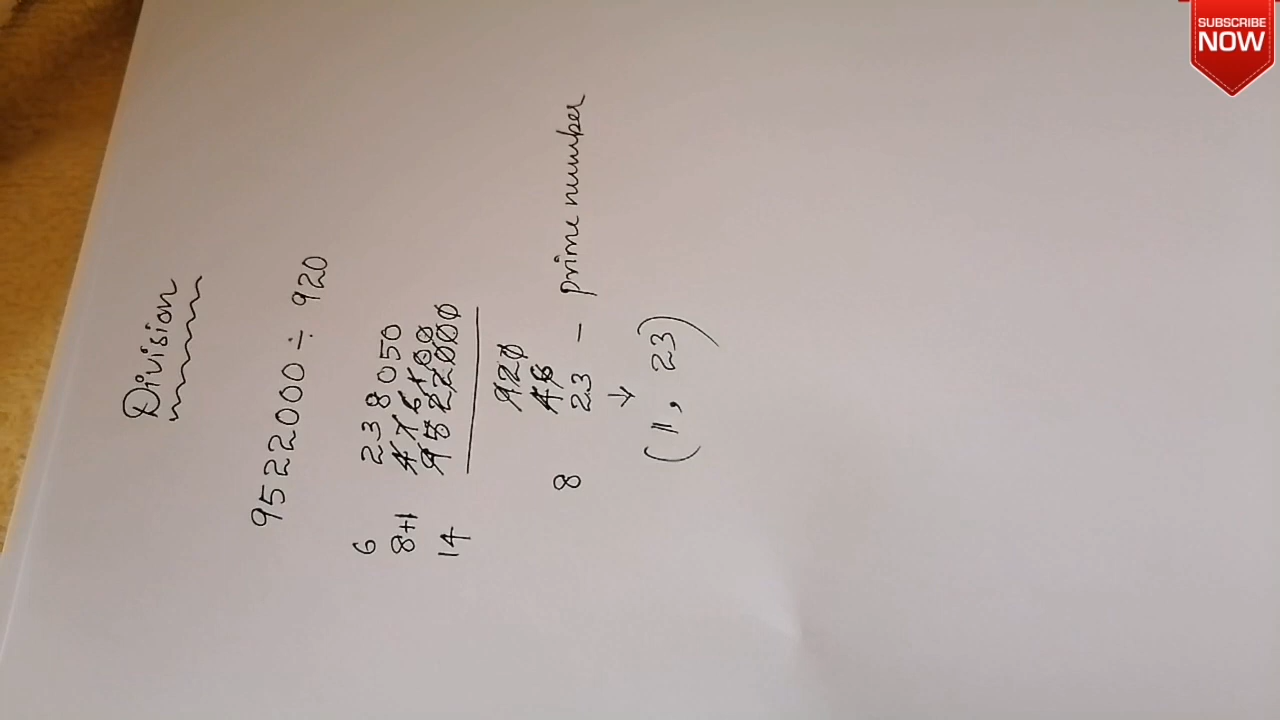 SUBSCRIBE
NOW
Division
9522000 ÷ 920
6 238050
8+1 476100
14 9522000
920
46
8 23 - prime number
↓
(1, 23)